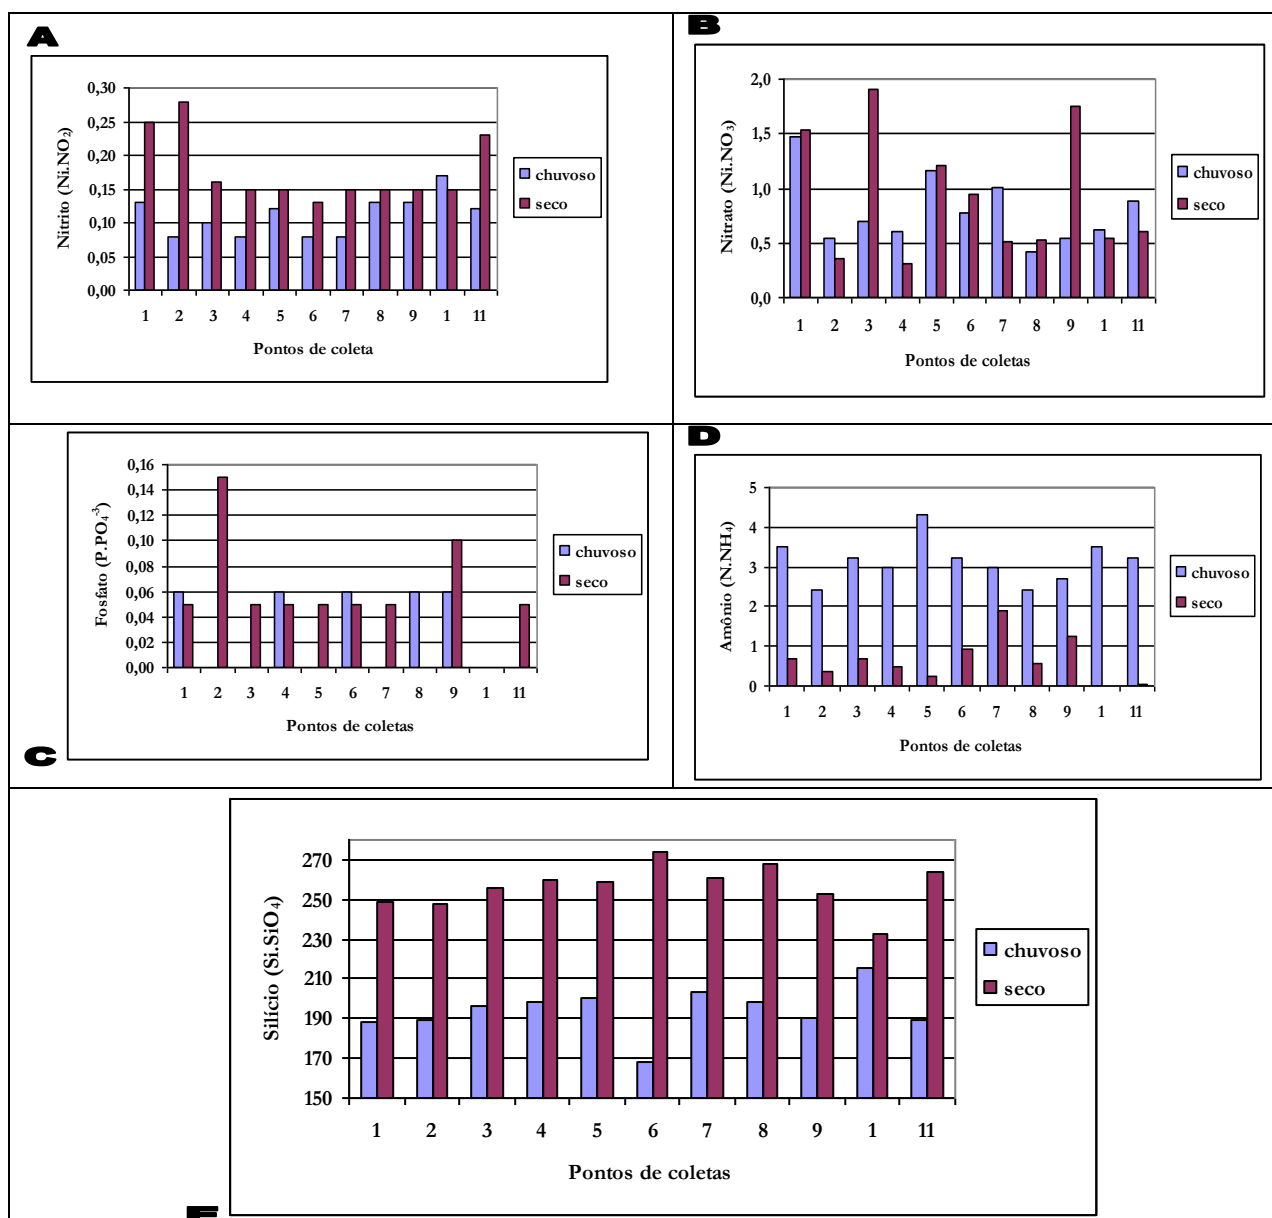 A
0,30
0,25
0,20
0,15
0,10
0,05
0,00
Nitrito (Ni.NO₂)
1 2 3 4 5 6 7 8 9 1 11
Pontos de coleta
chuvoso
seco
B
2,0
1,5
1,0
0,5
0,0
Nitrato (Ni.NO₃)
1 2 3 4 5 6 7 8 9 1 11
Pontos de coletas
chuvoso
seco
C
0,16
0,14
0,12
0,10
0,08
0,06
0,04
0,02
0,00
Fosfato (P.PO₄⁻³)
1 2 3 4 5 6 7 8 9 1 11
Pontos de coletas
chuvoso
seco
D
5
4
3
2
1
0
Amônio (N.NH₄)
1 2 3 4 5 6 7 8 9 1 11
Pontos de coletas
chuvoso
seco
270
250
230
210
190
170
150
Silício (Si.SiO₄)
1 2 3 4 5 6 7 8 9 1 11
Pontos de coletas
chuvoso
seco